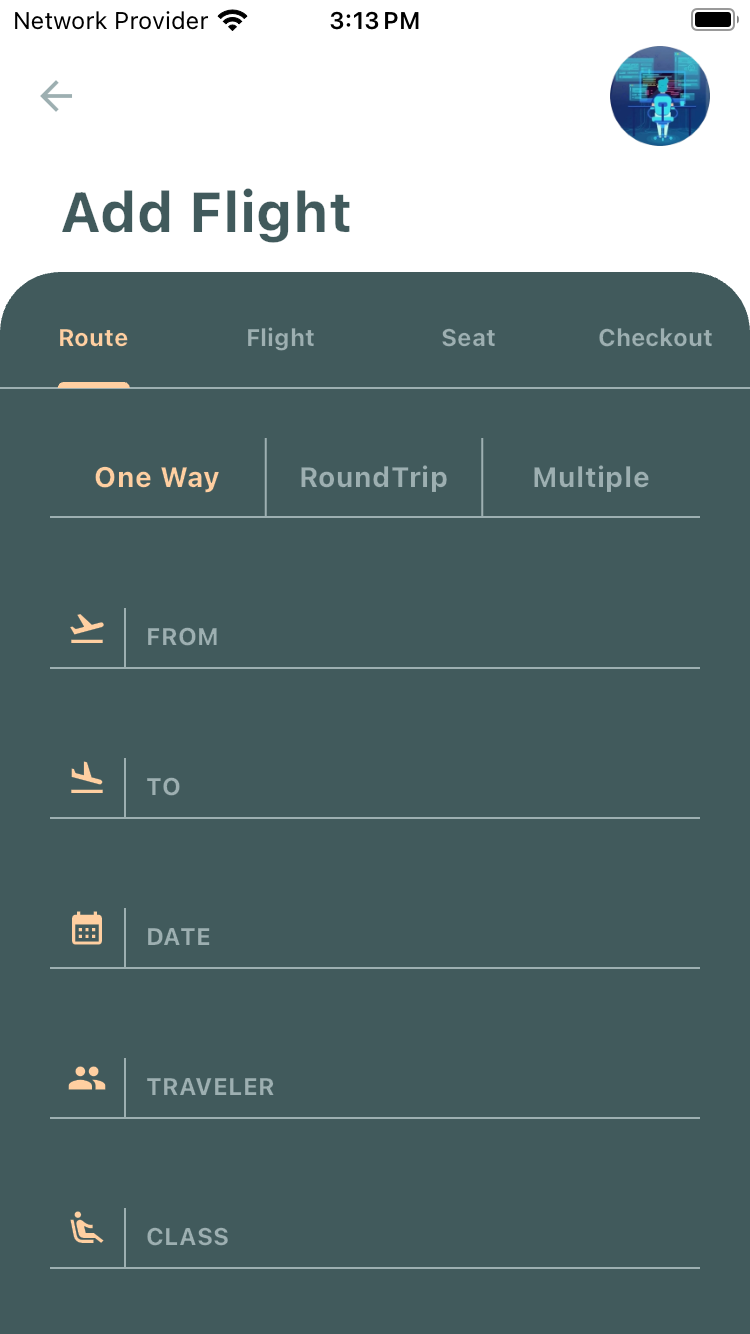 Network Provider 3:13 PM
Add Flight
Route Flight Seat Checkout
One Way RoundTrip Multiple
FROM
TO
DATE
TRAVELER
CLASS